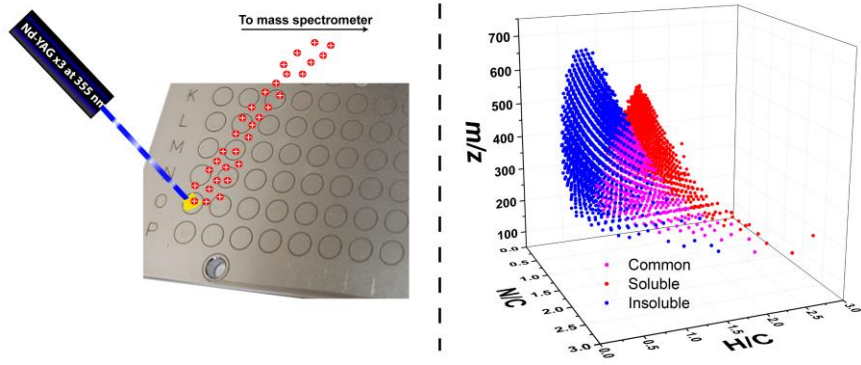 To mass spectrometer
Nd-YAG x3 at 355 nm
K
L
M
N
O
P
m/z
700
600
500
400
300
200
100
0.0
0.5
1.0
1.5
2.0
2.5
3.0
N/C
0.0
0.5
1.0
1.5
2.0
2.5
3.0
H/C
Common
Soluble
Insoluble